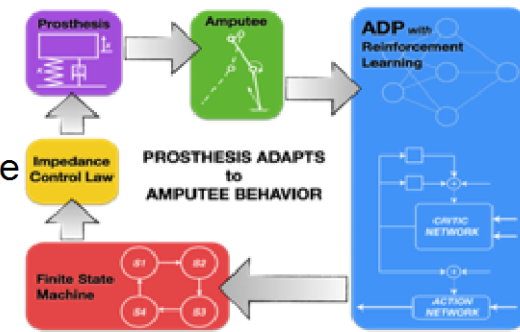 Prosthesis
x
K
Amputee
ADP with
Reinforcement
Learning
e
Impedance
Control Law
PROSTHESIS ADAPTS
to
AMPUTEE BEHAVIOR
CRITIC
NETWORK
Finite State
Machine
S1
S2
S4
S3
ACTION
NETWORK